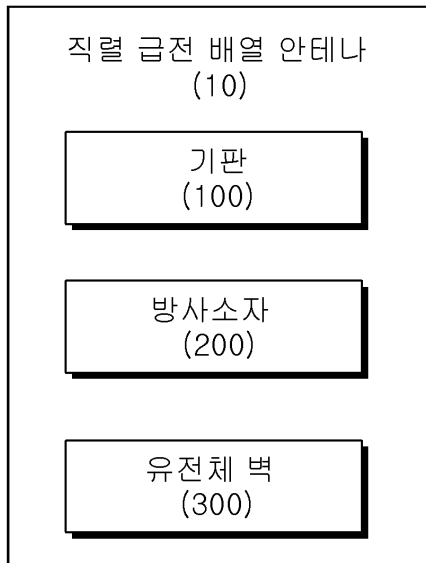 직렬 급전 배열 안테나
(10)
기판
(100)
방사소자
(200)
유전체 벽
(300)